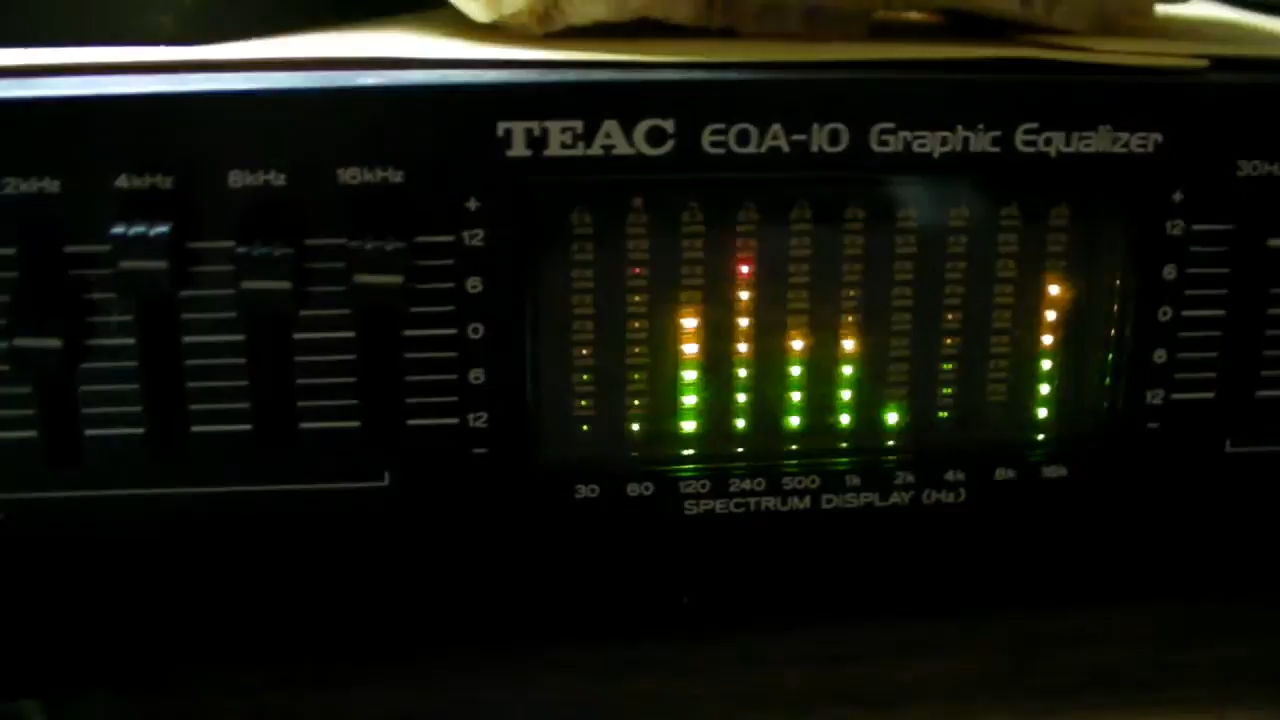 TEAC EQA-10 Graphic Equalizer
2kHz 4kHz 8kHz 16kHz
+
12
6
0
6
12
-
30 60 120 240 500 1k 2k 4k 8k 16k
SPECTRUM DISPLAY (Hz)
+
12
6
0
6
12
-
30Hz